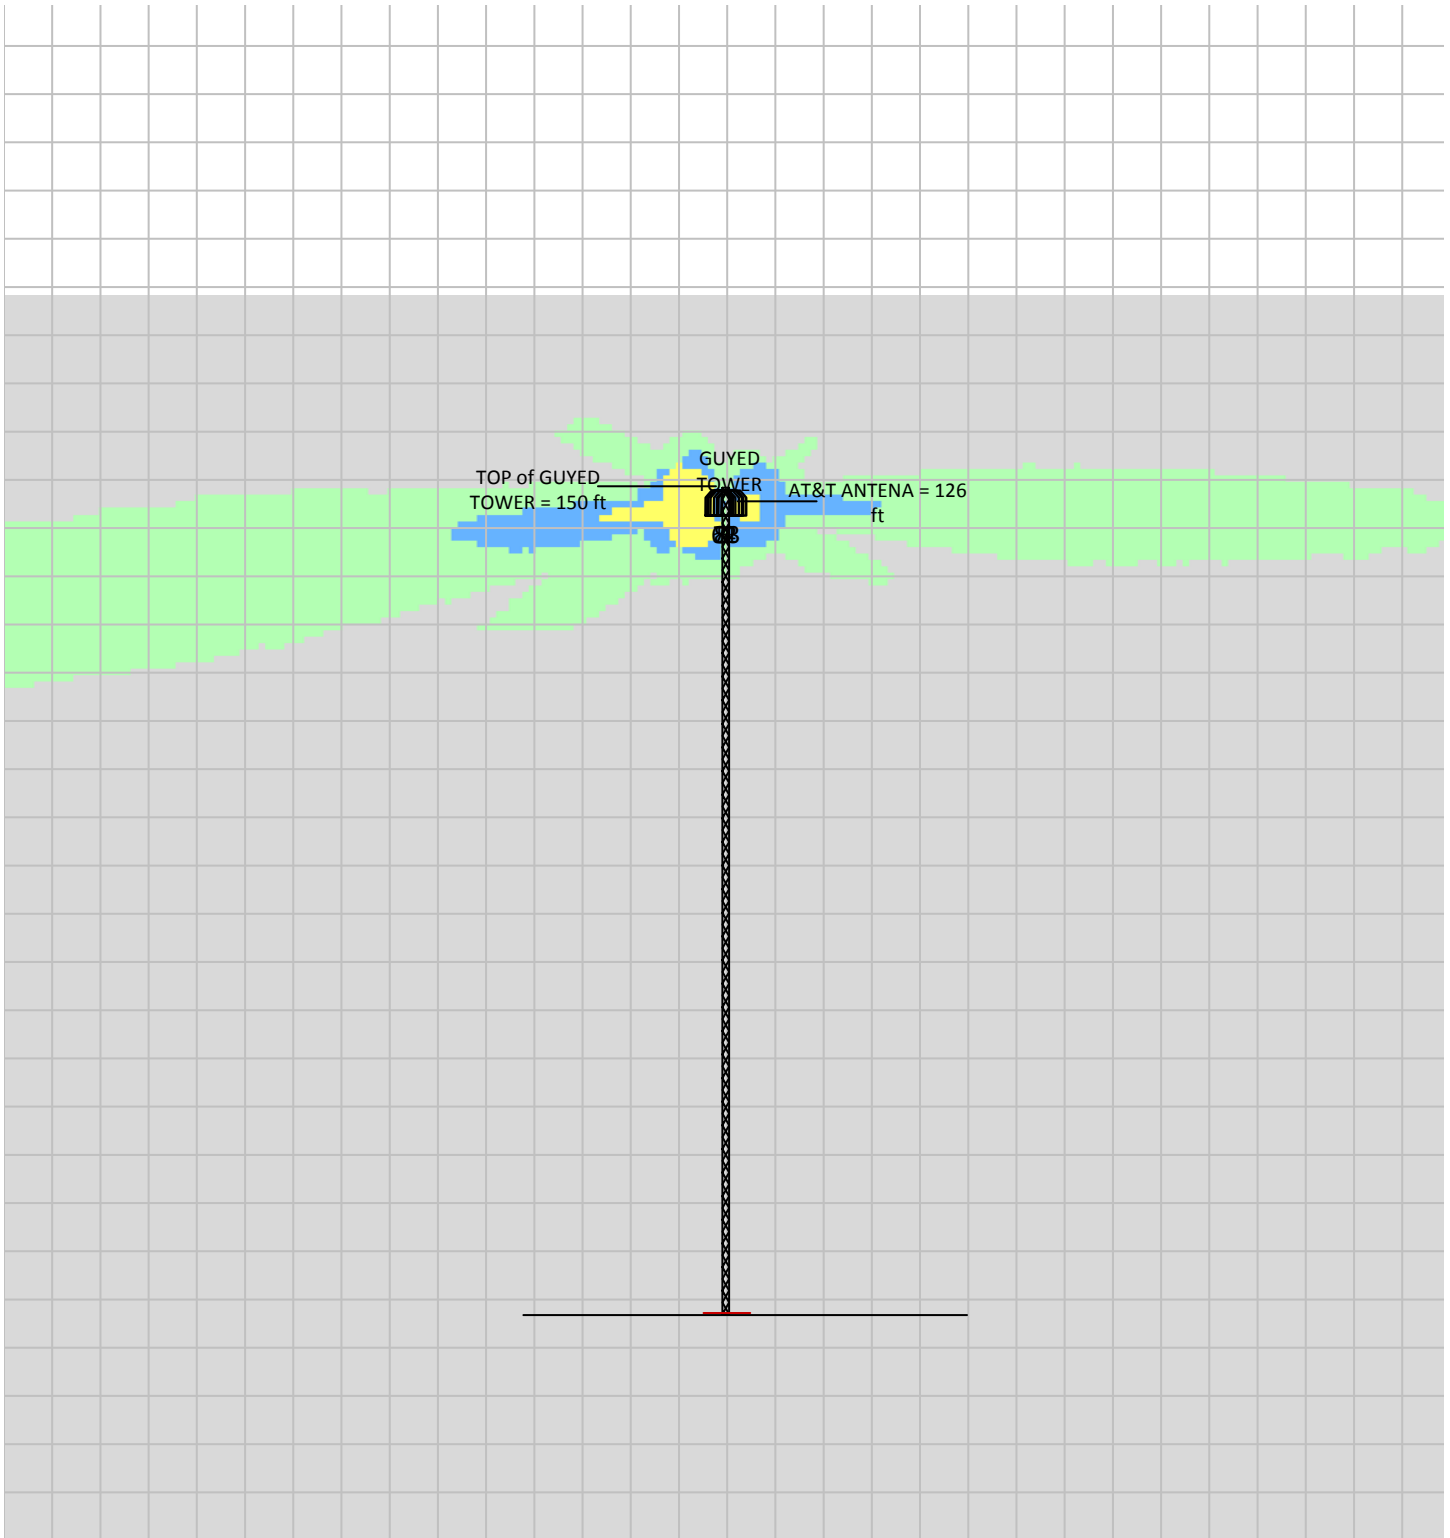 GUYED
TOWER
TOP of GUYED
TOWER = 150 ft
AT&T ANTENA = 126
ft